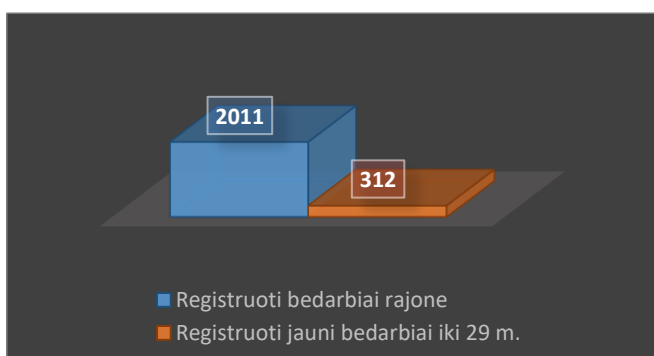 2011
312
Registruoti bedarbiai rajone
Registruoti jauni bedarbiai iki 29 m.